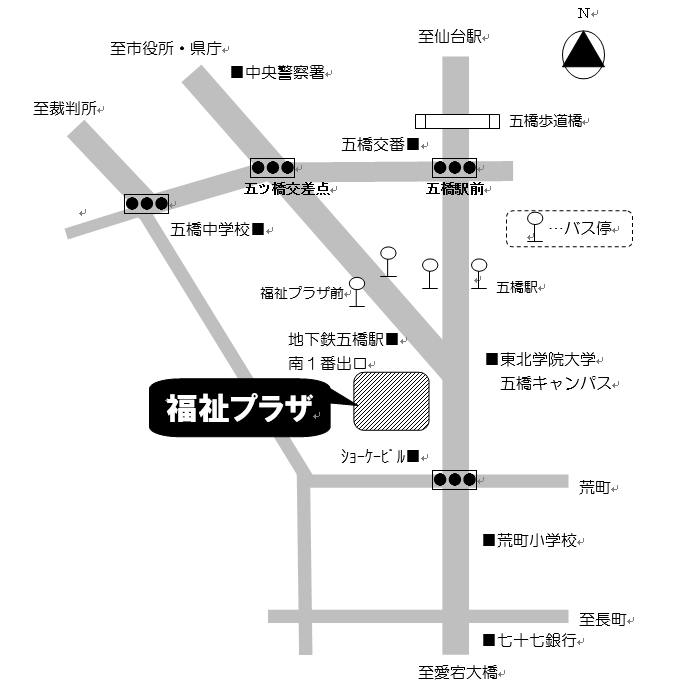 N
至仙台駅
至市役所・県庁
■中央警察署
至裁判所
五橋歩道橋
五橋交番■
五ツ橋交差点
五橋駅前
五橋中学校■
…バス停
福祉プラザ前
五橋駅
地下鉄五橋駅■
南１番出口
■東北学院大学
五橋キャンパス
福祉プラザ
ｼｮｰｹｰﾋﾞﾙ■
荒町
■荒町小学校
至長町
■七十七銀行
至愛宕大橋